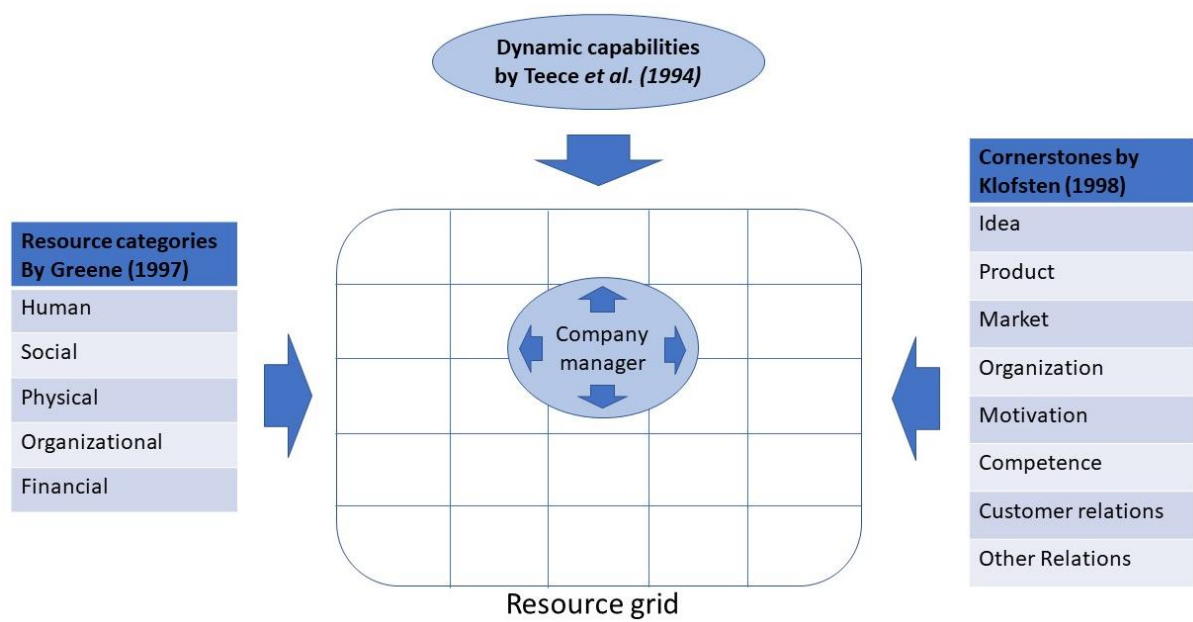 Dynamic capabilities
by Teece et al. (1994)
Cornerstones by
Klofsten (1998)
Idea
Product
Market
Organization
Motivation
Competence
Customer relations
Other Relations
Resource categories
By Greene (1997)
Human
Social
Physical
Organizational
Financial
Company
manager
Resource grid